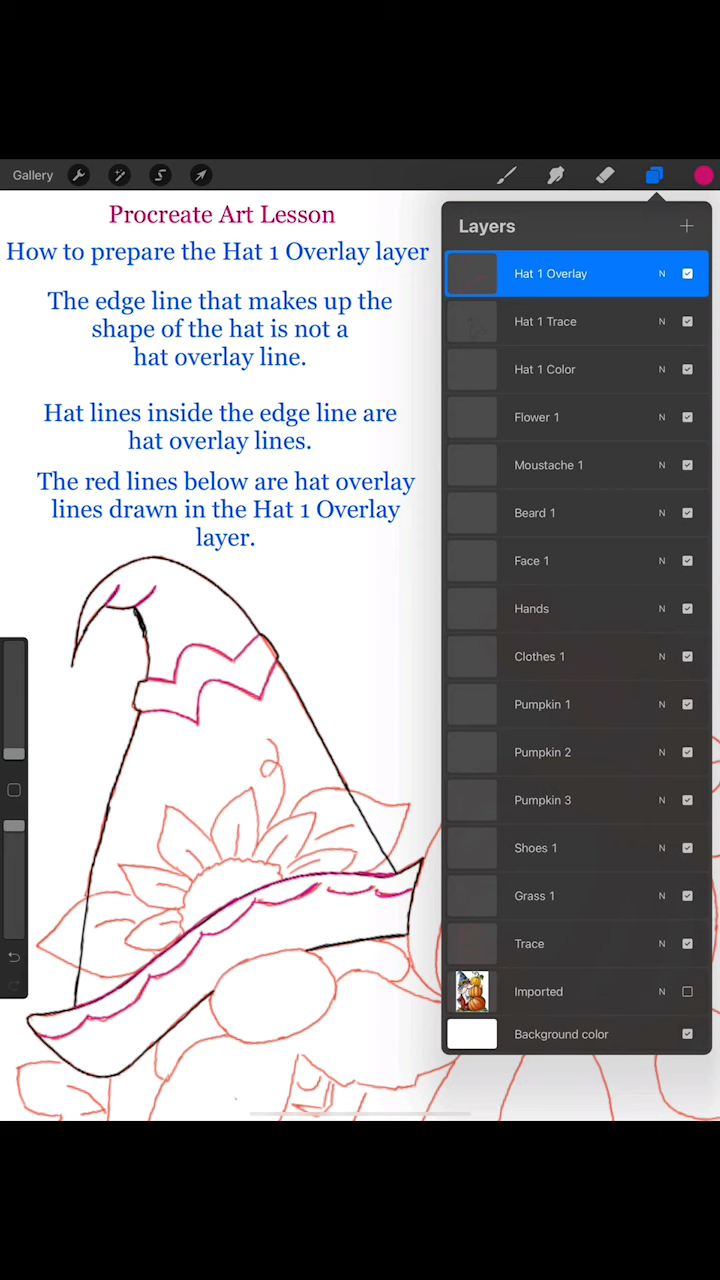 Gallery
Procreate Art Lesson
How to prepare the Hat 1 Overlay layer
The edge line that makes up the
shape of the hat is not a
hat overlay line.
Hat lines inside the edge line are
hat overlay lines.
The red lines below are hat overlay
lines drawn in the Hat 1 Overlay
layer.
Layers
Hat 1 Overlay N
Hat 1 Trace N
Hat 1 Color N
Flower 1 N
Moustache 1 N
Beard 1 N
Face 1 N
Hands N
Clothes 1 N
Pumpkin 1 N
Pumpkin 2 N
Pumpkin 3 N
Shoes 1 N
Grass 1 N
Trace N
Imported N
Background color